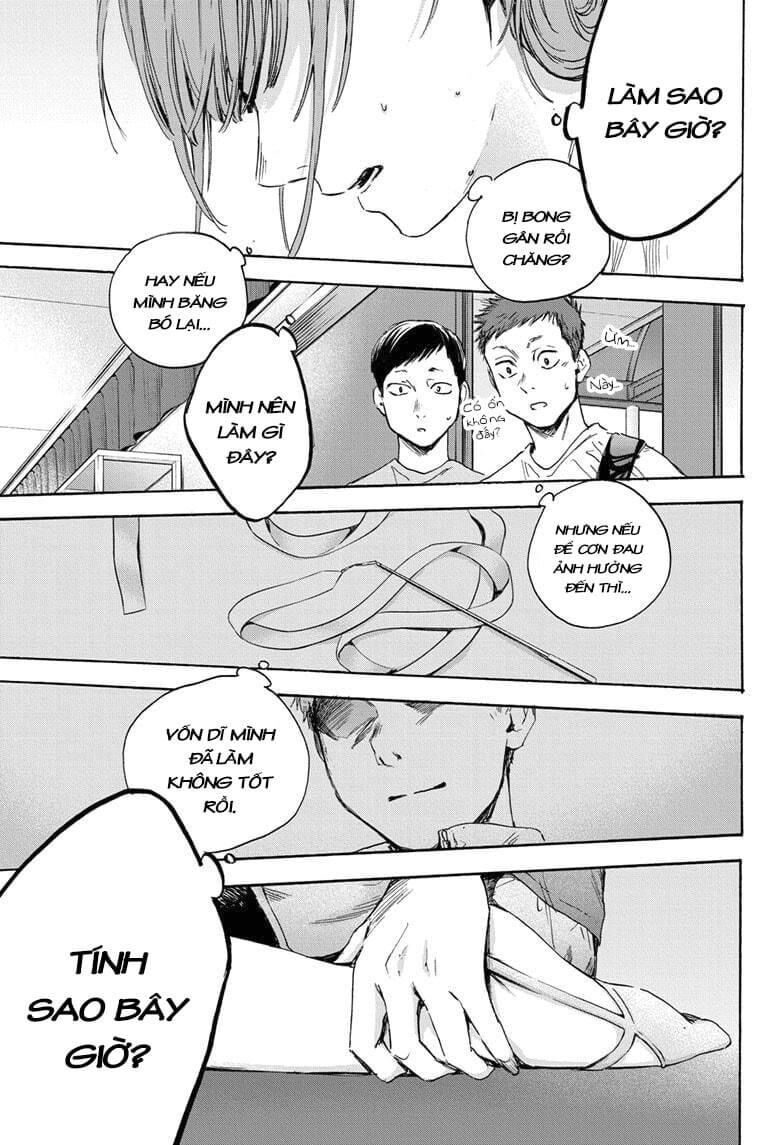 LÀM SAO
BÂY GIỜ?
BỊ BONG
GÂN RỒI
CHĂNG?
HAY NẾU
MÌNH BĂNG
BÓ LẠI...
Ừm...
Này...
Có ổn
không
đấy?
MÌNH NÊN
LÀM GÌ
ĐÂY?
NHƯNG NẾU
ĐỂ CƠN ĐAU
ẢNH HƯỞNG
ĐẾN THÌ...
VỐN DĨ MÌNH
ĐÃ LÀM
KHÔNG TỐT
RỒI.
TÍNH
SAO BÂY
GIỜ?